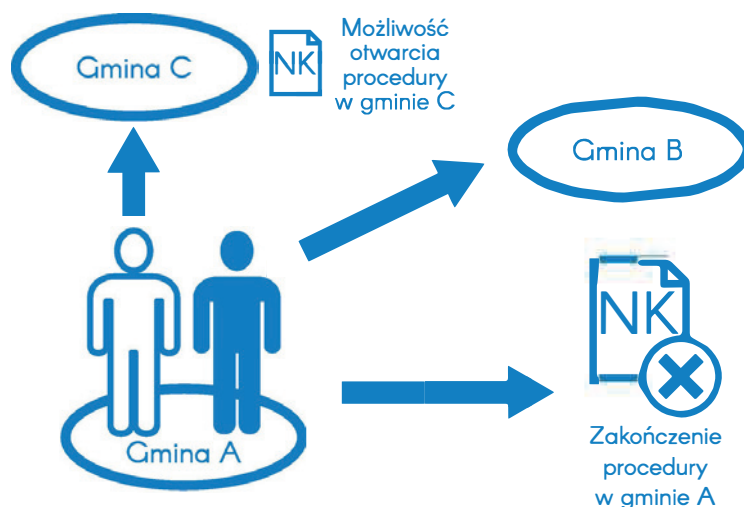 Gmina C
NK
Możliwość
otwarcia
procedury
w gminie C
Gmina B
Gmina A
NK
Zakończenie
procedury
w gminie A